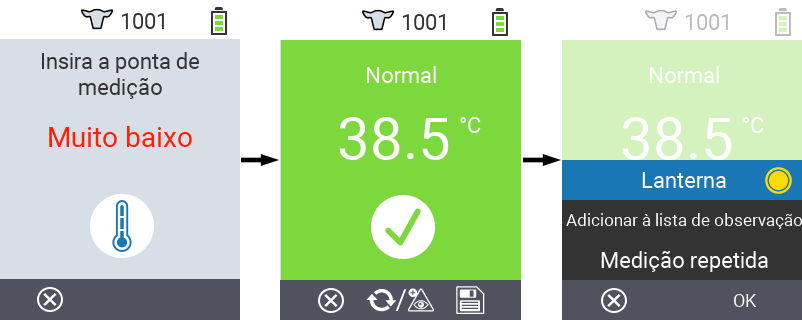 1001
Insira a ponta de
medição
Muito baixo
1001
Normal
38.5 °C
1001
Normal
38.5 °C
Lanterna
Adicionar à lista de observação
Medição repetida
OK